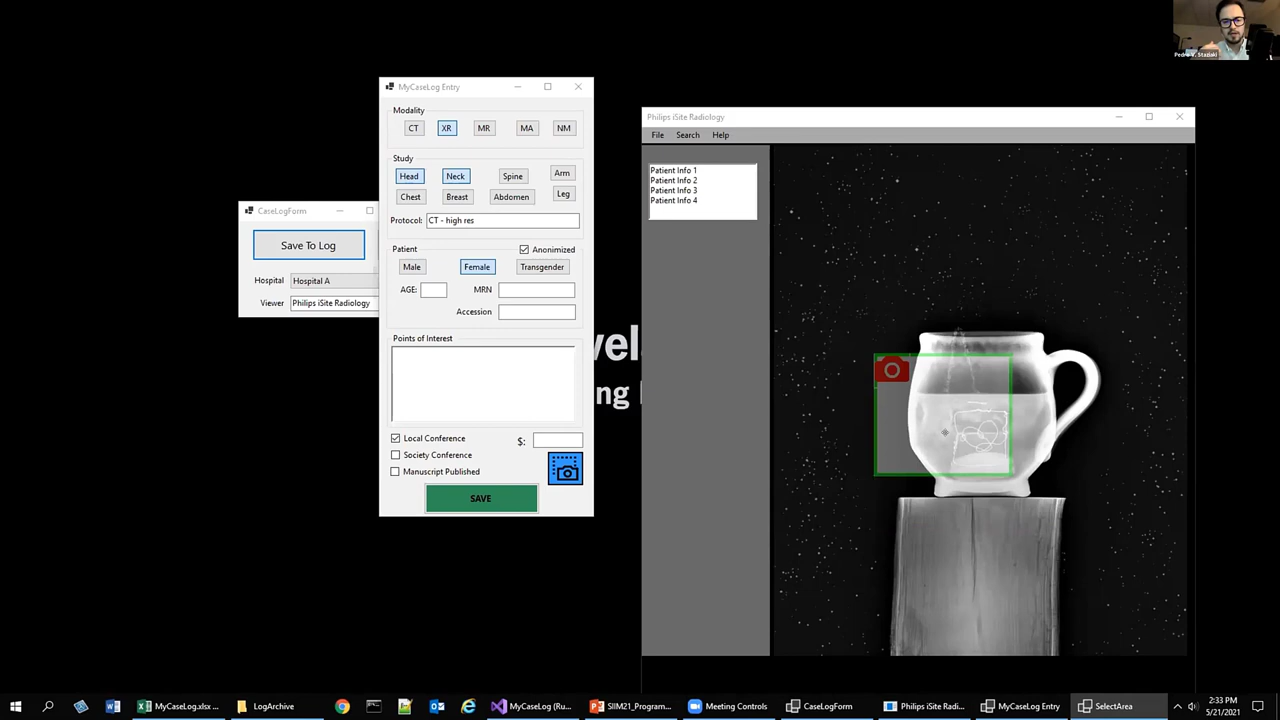 Pedro V. Staziaki
MyCaseLog Entry
Modality
CT XR MR MA NM
Study
Head Neck Spine Arm
Chest Breast Abdomen Leg
Protocol: CT - high res
Patient Anonimized
Male Female Transgender
AGE: MRN
Accession
Points of Interest
Local Conference $:
Society Conference
Manuscript Published
SAVE
CaseLogForm
Save To Log
Hospital Hospital A
Viewer Philips iSite Radiology
vel
ng
Philips iSite Radiology
File Search Help
Patient Info 1
Patient Info 2
Patient Info 3
Patient Info 4
MyCaseLog.xlsx ... LogArchive MyCaseLog (Ru... SIIM21_Program... Meeting Controls CaseLogForm Philips iSite Radi... MyCaseLog Entry SelectArea
2:33 PM
5/21/2021